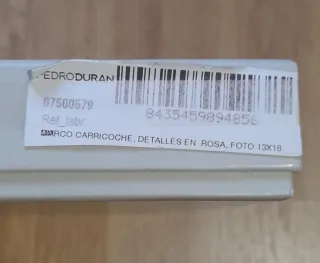 PEDRODURAN
07500579
Ref_fabr.
8435459894856
MARCO CARRICOCHE, DETALLES EN ROSA, FOTO 13X18